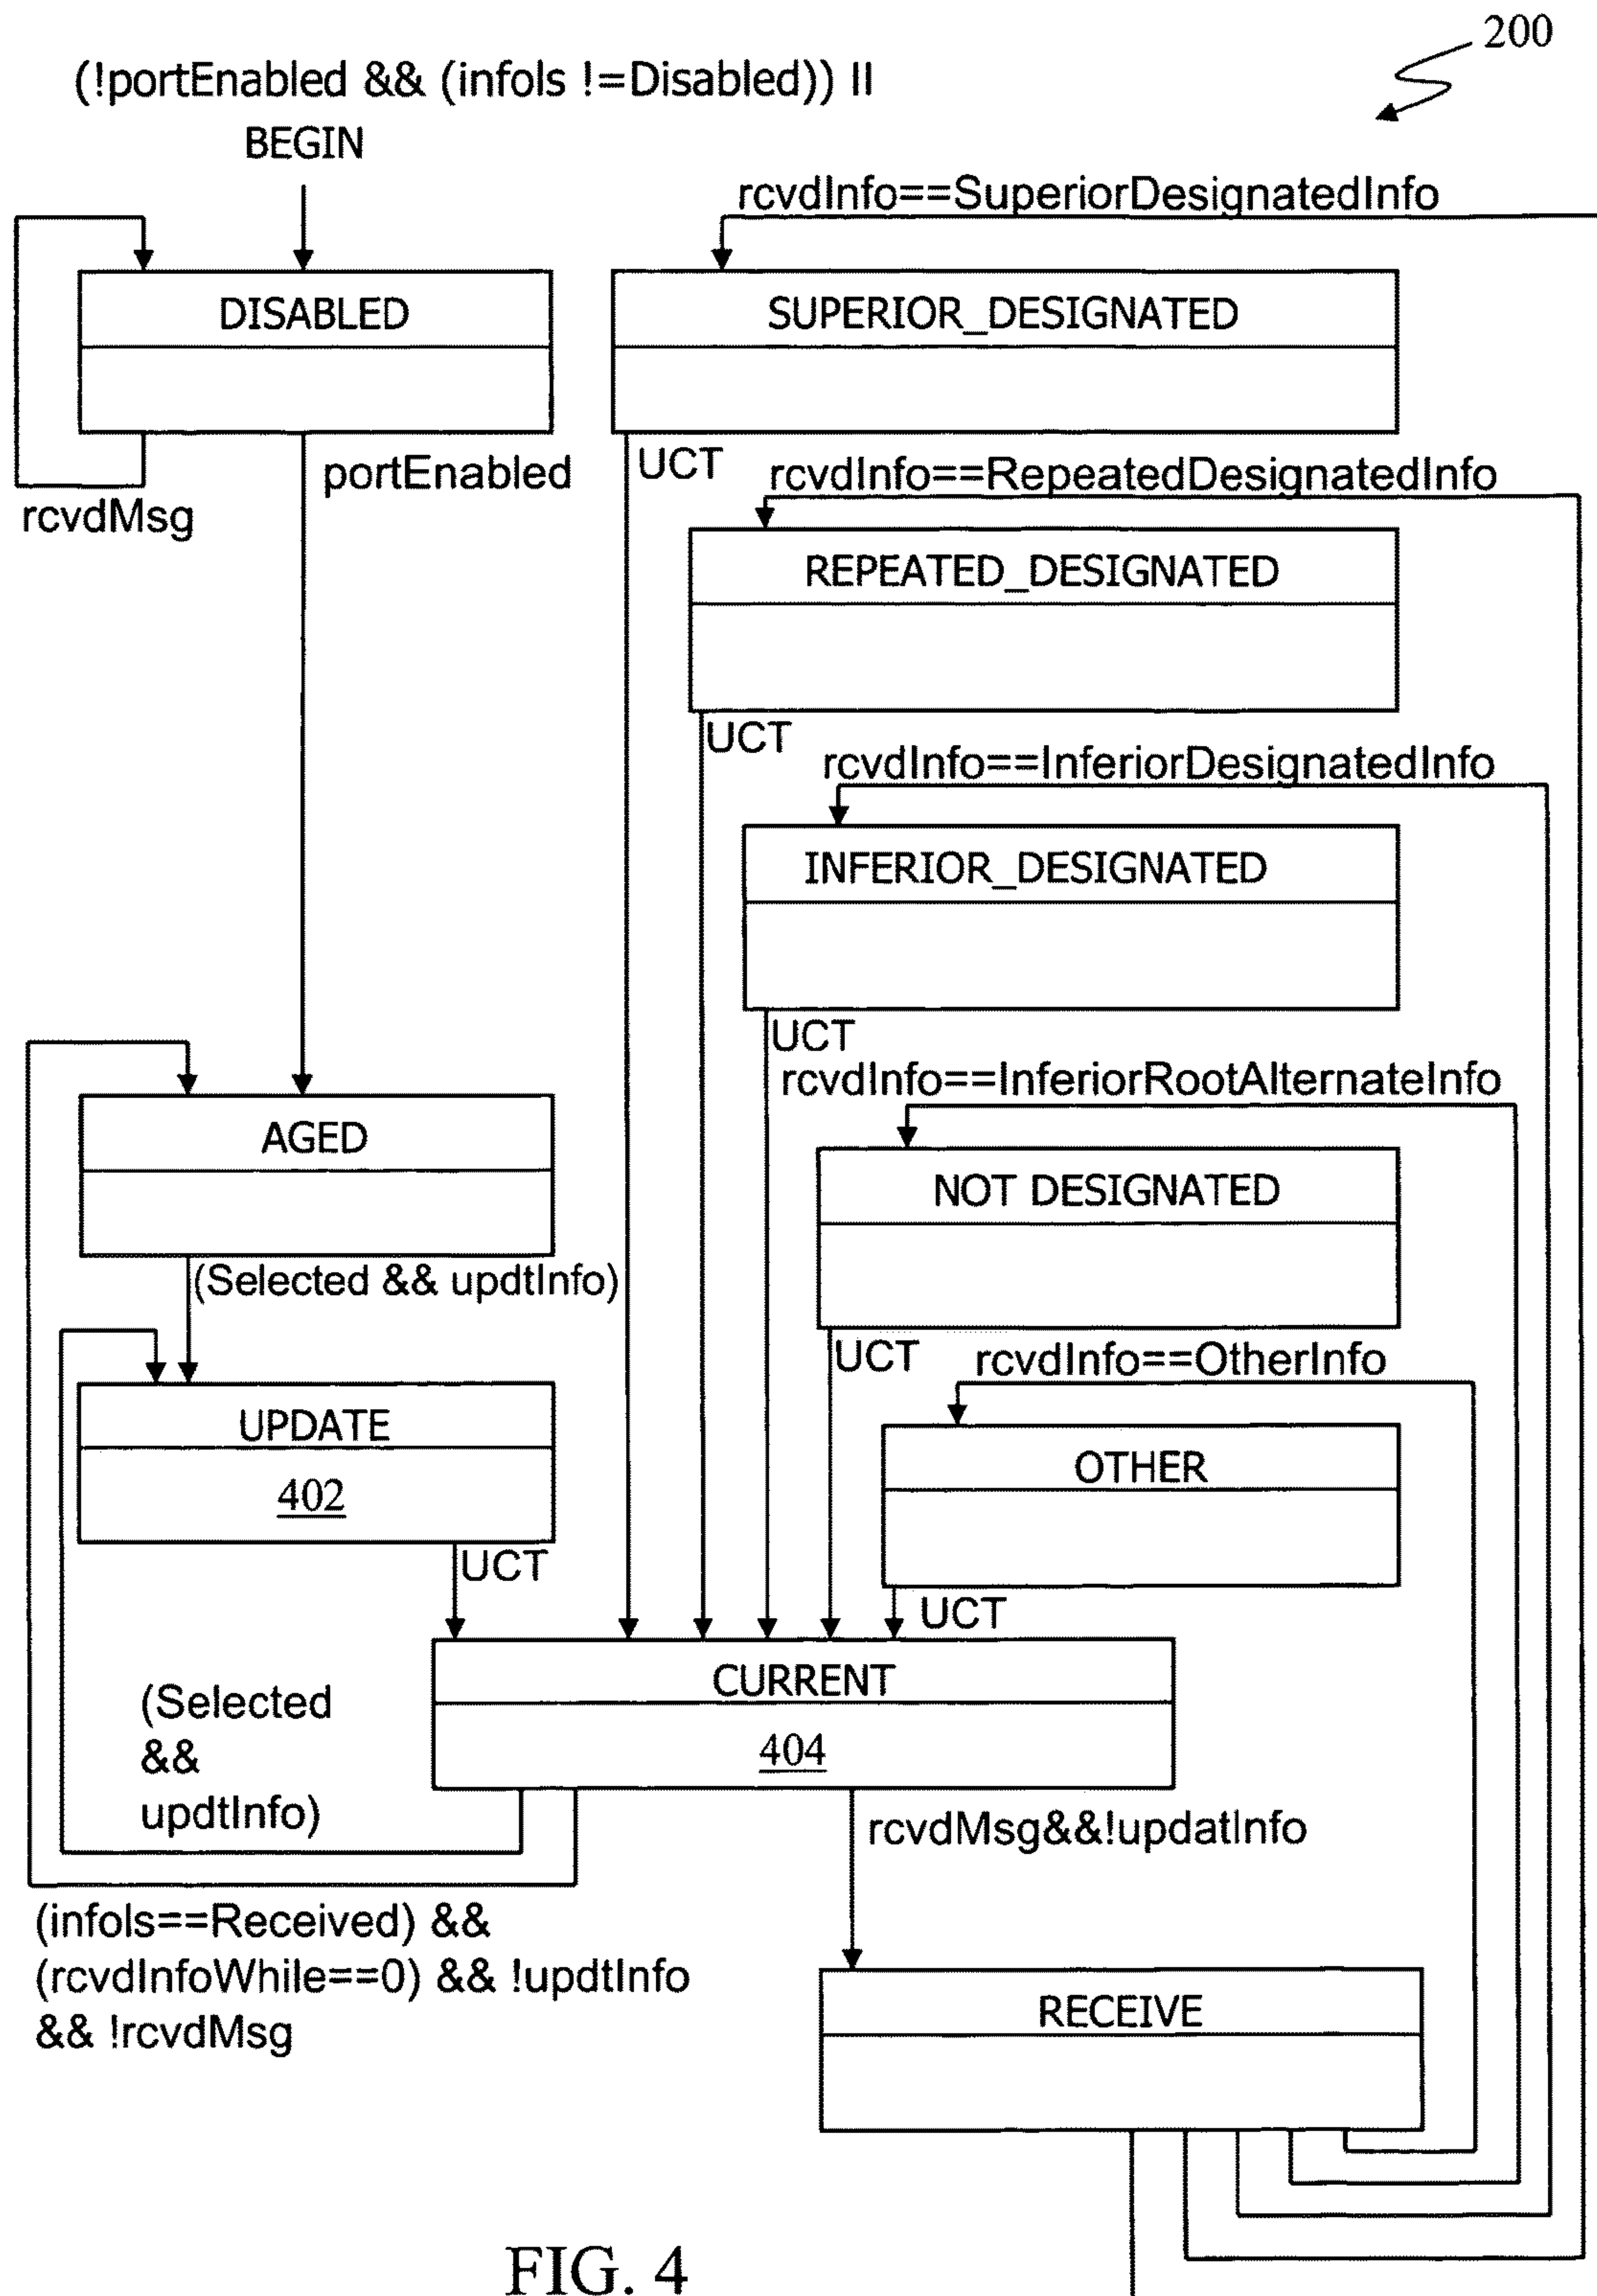 200
(!portEnabled && (infoIs !=Disabled)) II
BEGIN
rcvdInfo==SuperiorDesignatedInfo
DISABLED
SUPERIOR_DESIGNATED
portEnabled
UCT
rcvdInfo==RepeatedDesignatedInfo
rcvdMsg
REPEATED_DESIGNATED
UCT
rcvdInfo==InferiorDesignatedInfo
INFERIOR_DESIGNATED
UCT
rcvdInfo==InferiorRootAlternateInfo
AGED
NOT DESIGNATED
(Selected && updtInfo)
UCT
rcvdInfo==OtherInfo
UPDATE
402
OTHER
UCT
UCT
CURRENT
404
(Selected
&&
updtInfo)
rcvdMsg&&!updatInfo
(infoIs==Received) &&
(rcvdInfoWhile==0) && !updtInfo
&& !rcvdMsg
RECEIVE
FIG. 4